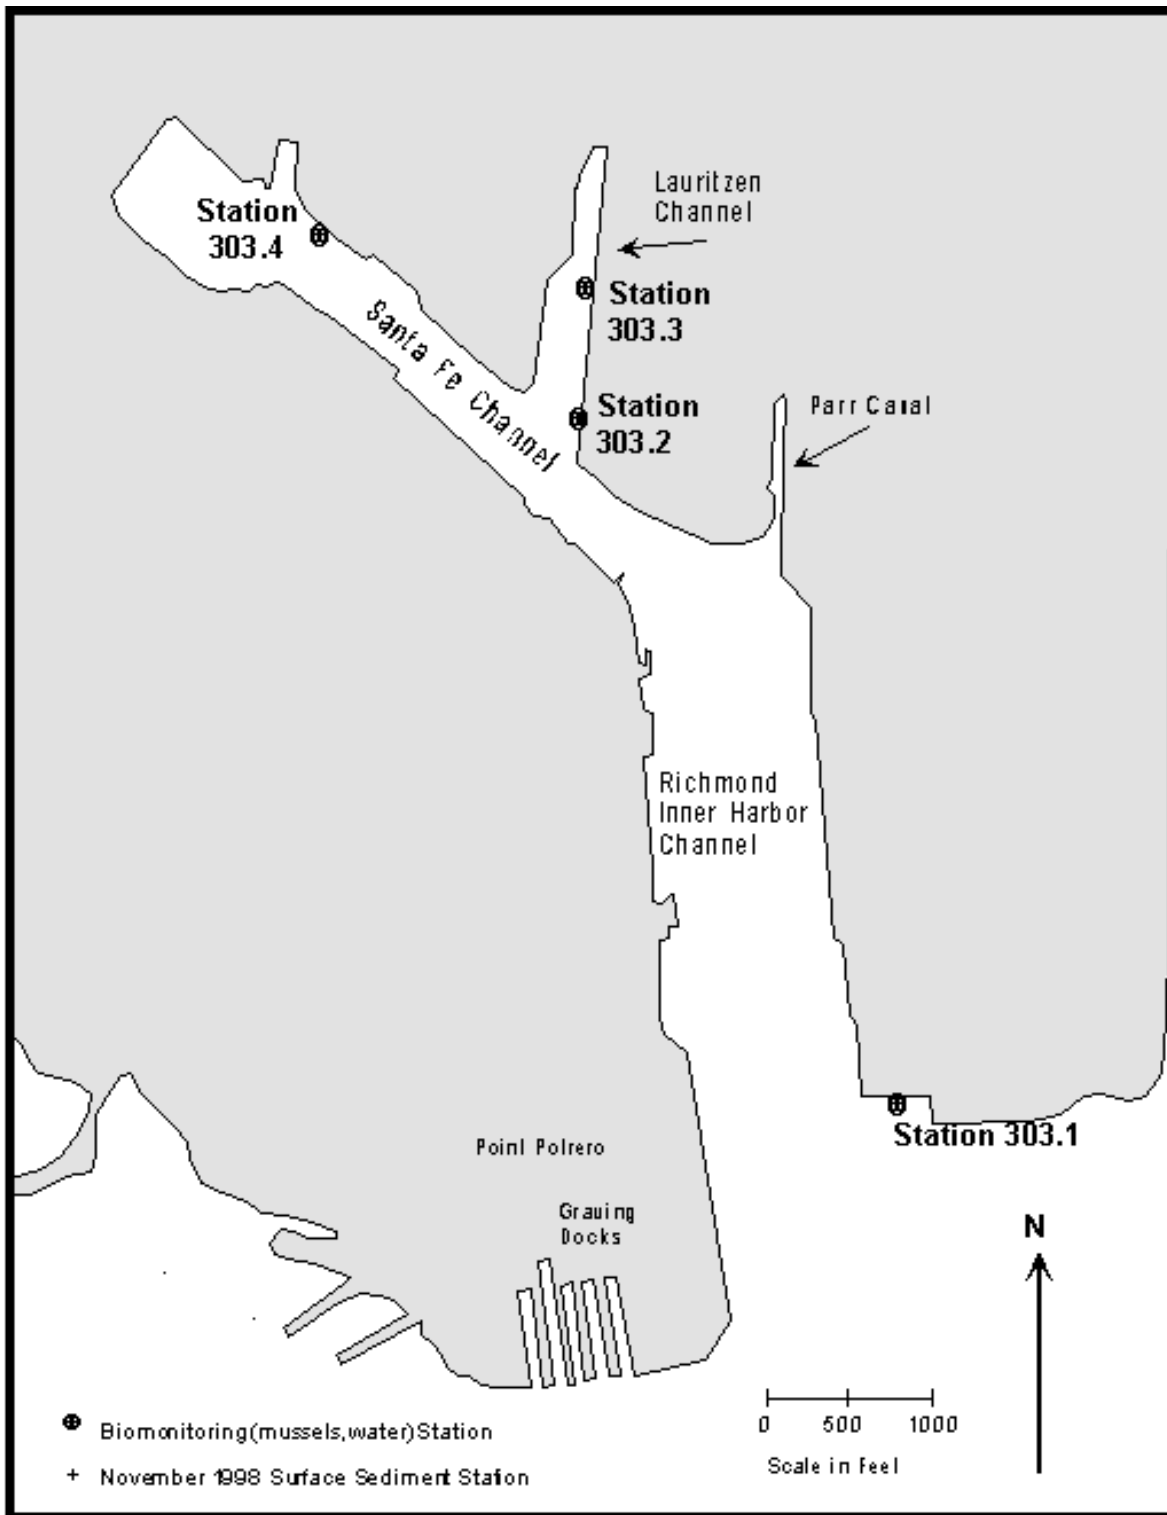 Lauritzen
Channel
Station
303.4
Station
303.3
Santa Fe Channel
Station
303.2
Parr Canal
Richmond
Inner Harbor
Channel
Station 303.1
Point Potrero
Graving
Docks
N
0 500 1000
Scale in Feet
Biomonitoring(mussels,water)Station
+ November 1998 Surface Sediment Station